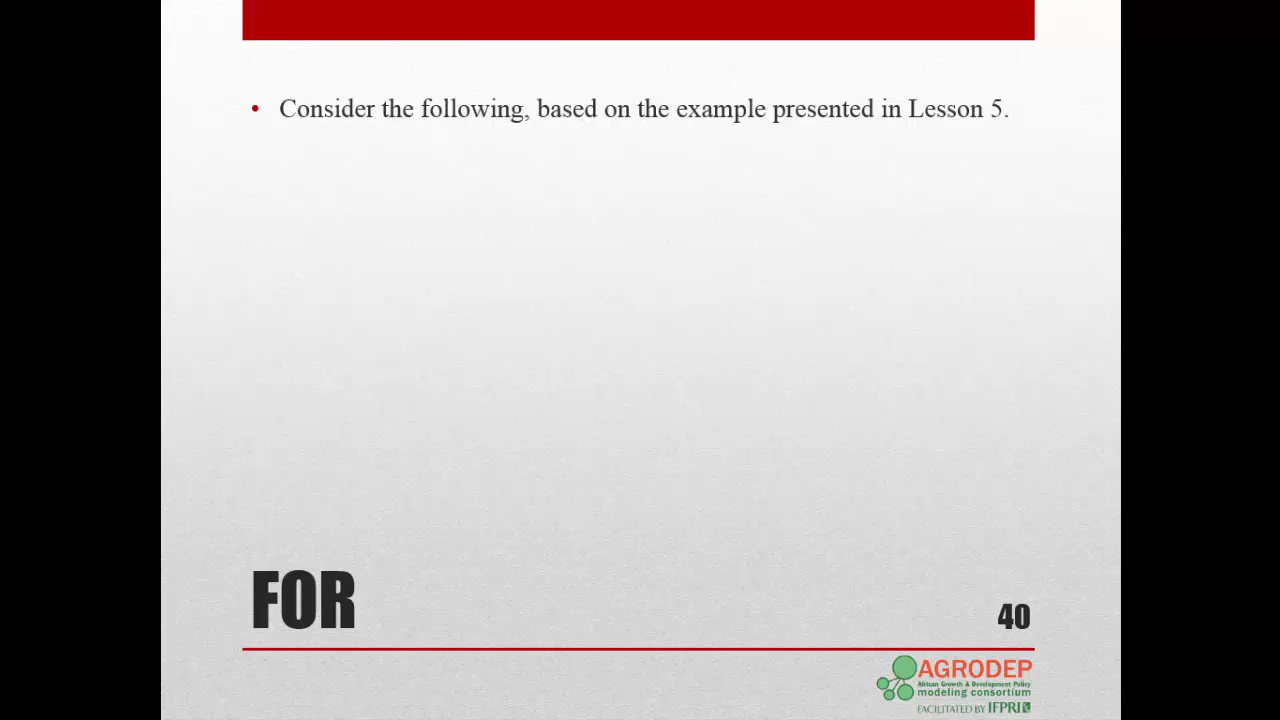 • Consider the following, based on the example presented in Lesson 5.
FOR
40
AGRODEP
African Growth & Development Policy
modeling consortium
FACILITATED BY IFPRI